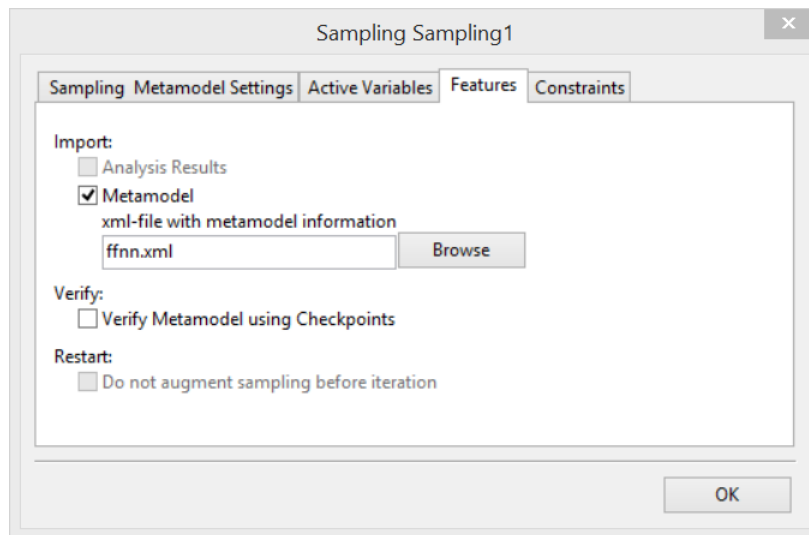 Sampling Sampling1
Sampling Metamodel Settings Active Variables Features Constraints
Import:
Analysis Results
Metamodel
xml-file with metamodel information
ffnn.xml Browse
Verify:
Verify Metamodel using Checkpoints
Restart:
Do not augment sampling before iteration
OK